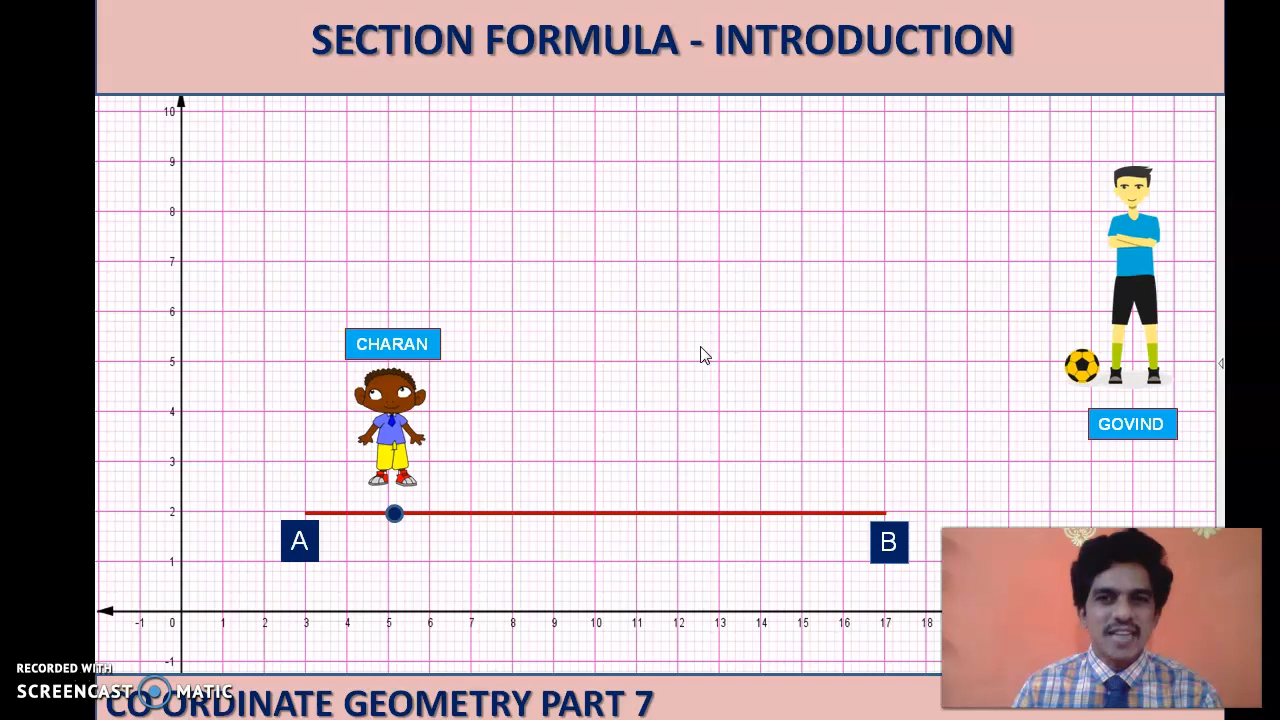 SECTION FORMULA - INTRODUCTION
10
9
8
7
6
5
4
3
2
1
-1
CHARAN
GOVIND
A
B
-1 0 1 2 3 4 5 6 7 8 9 10 11 12 13 14 15 16 17 18
RECORDED WITH
SCREENCAST MATIC
CO ORDINATE GEOMETRY PART 7